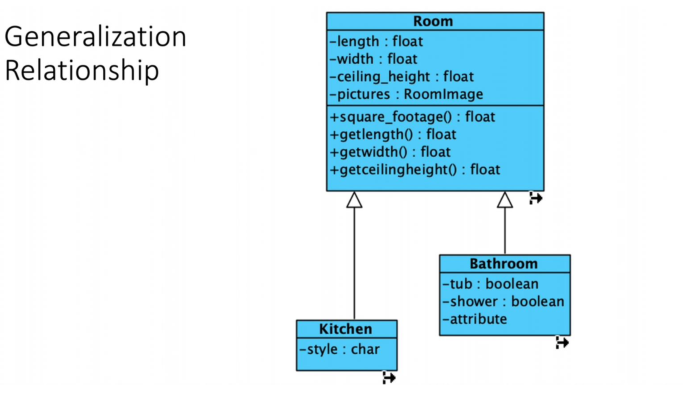 Generalization
Relationship
Room
-length : float
-width : float
-ceiling_height : float
-pictures : RoomImage
+square_footage() : float
+getlength() : float
+getwidth() : float
+getceilingheight() : float
Bathroom
-tub : boolean
-shower : boolean
-attribute
Kitchen
-style : char